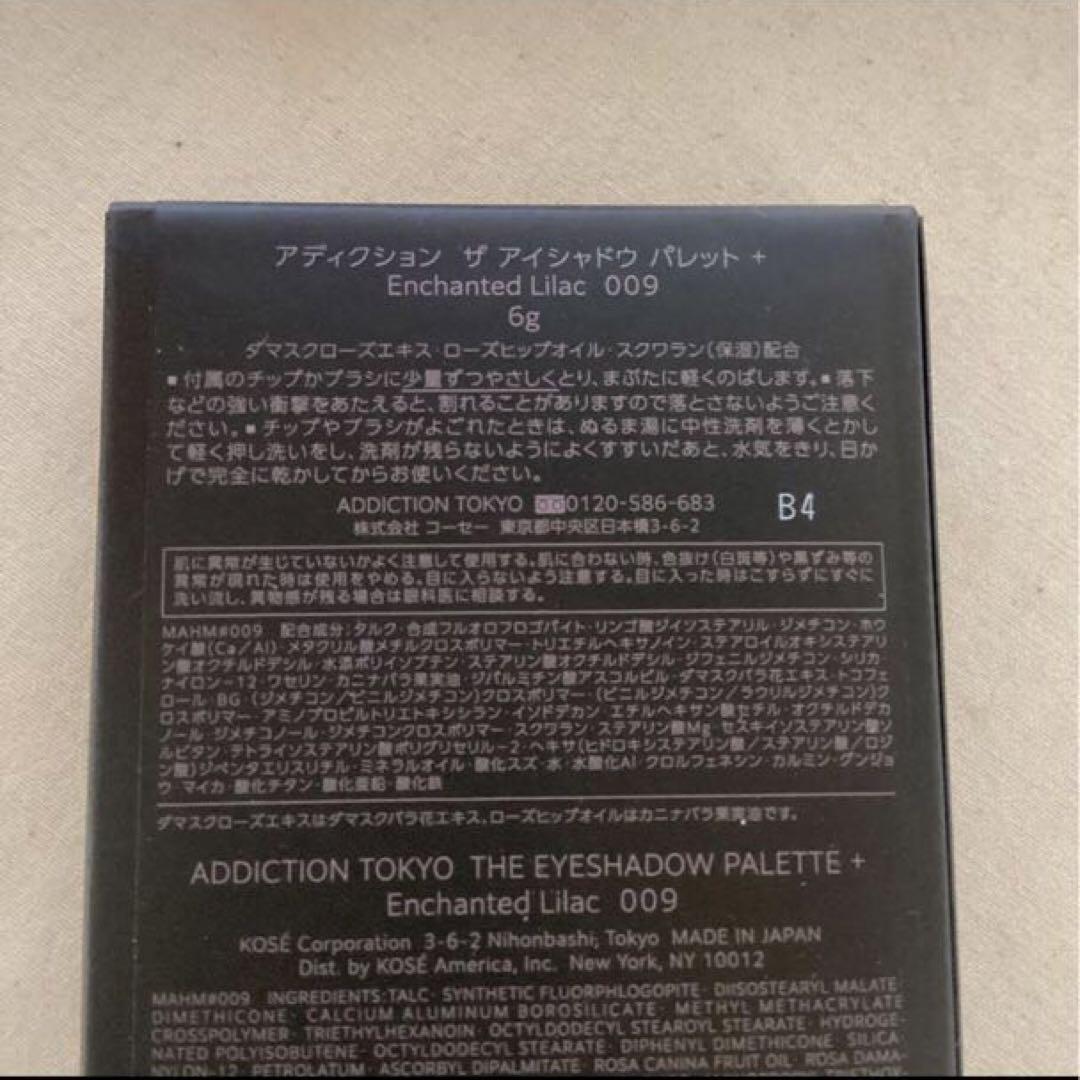 アディクション ザ アイシャドウ パレット +
Enchanted Lilac 009
6g
ダマスクローズエキス・ローズヒップオイル・スクワラン(保湿)配合
▪付属のチップかブラシに少量ずつやさしくとり、まぶたに軽くのばします。▪落下
などの強い衝撃をあたえると、割れることがありますので落とさないようご注意く
ださい。▪チップやブラシがよごれたときは、ぬるま湯に中性洗剤を薄くとかし
て軽く押し洗いをし、洗剤が残らないようによくすすいだあと、水気をきり、日か
げで完全に乾かしてからお使いください。
ADDICTION TOKYO 0120-586-683 B4
株式会社 コーセー 東京都中央区日本橋3-6-2
肌に異常が生じていないかよく注意して使用する。肌に合わない時、色抜け(白斑等)や黒ずみ等の
異常が現れた時は使用をやめる。目に入らないよう注意する。目に入った時はこすらずにすぐに
洗い流し、異物感が残る場合は眼科医に相談する。
MAHM#009 配合成分:タルク・合成フルオロフロゴパイト・リンゴ酸ジイソステアリル・ジメチコン・ホウ
ケイ酸(Ca/Al)・メタクリル酸メチルクロスポリマー・トリエチルヘキサノイン・ステアロイルオキシステアリ
ン酸オクチルドデシル・水添ポリイソブテン・ステアリン酸オクチルドデシル・ジフェニルジメチコン・シリカ・
ナイロン-12・ワセリン・カニナバラ果実油・ジパルミチン酸アスコルビル・ダマスクバラ花エキス・トコフェ
ロール・BG・(ジメチコン/ビニルジメチコン)クロスポリマー・(ビニルジメチコン/ラウリルジメチコン)ク
ロスポリマー・アミノプロピルトリエトキシシラン・イソドデカン・エチルヘキサン酸セチル・オクチルドデカ
ノール・ジメチコノール・ジメチコンクロスポリマー・スクワラン・ステアリン酸Mg・セスキイソステアリン酸ソ
ルビタン・テトライソステアリン酸ポリグリセリル-2・ヘキサ(ヒドロキシステアリン酸/ステアリン酸/ロジ
ン酸)ジペンタエリスリチル・ミネラルオイル・酸化スズ・水・水酸化Al・クロルフェネシン・カルミン・グンジョ
ウ・マイカ・酸化チタン・酸化亜鉛・酸化鉄
ダマスクローズエキスはダマスクバラ花エキス、ローズヒップオイルはカニナバラ果実油です。
ADDICTION TOKYO THE EYESHADOW PALETTE +
Enchanted Lilac 009
KOSÉ Corporation 3-6-2 Nihonbashi, Tokyo MADE IN JAPAN
Dist. by KOSÉ America, Inc. New York, NY 10012
MAHM#009 INGREDIENTS:TALC・SYNTHETIC FLUORPHLOGOPITE・DIISOSTEARYL MALATE
DIMETHICONE・CALCIUM ALUMINUM BOROSILICATE・METHYL METHACRYLATE
CROSSPOLYMER・TRIETHYLHEXANOIN・OCTYLDODECYL STEAROYL STEARATE・HYDROGE-
NATED POLYISOBUTENE・OCTYLDODECYL STEARATE・DIPHENYL DIMETHICONE・SILICA・
NYLON-12・PETROLATUM・ASCORBYL DIPALMITATE・ROSA CANINA FRUIT OIL・ROSA DAMA-